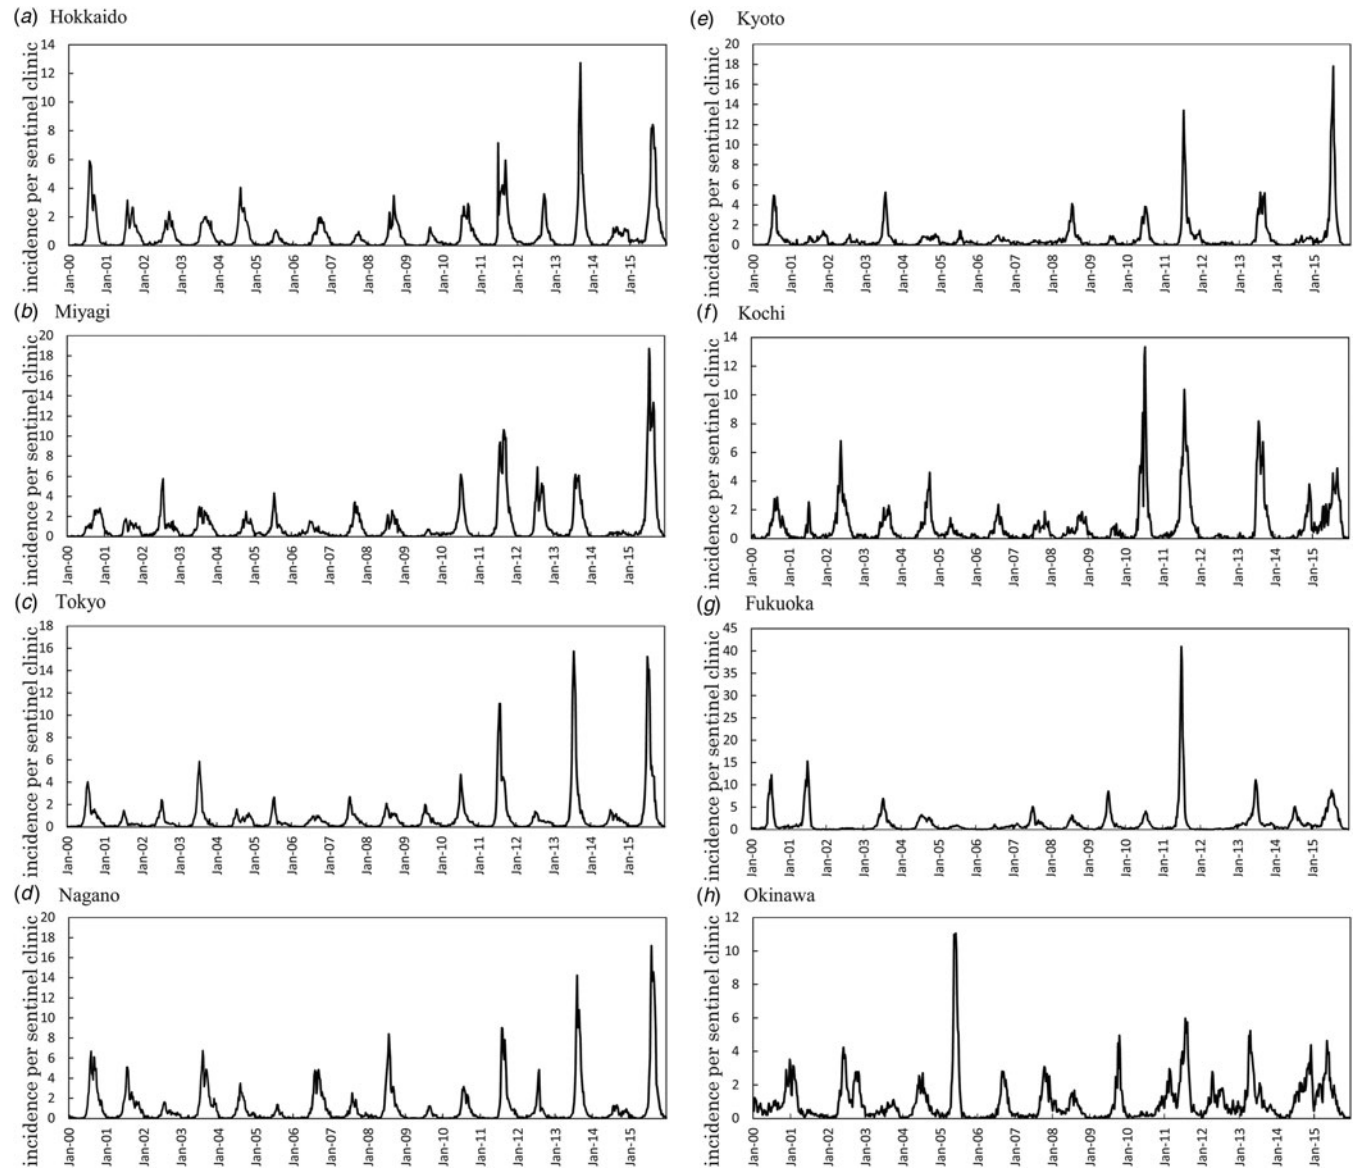 (a) Hokkaido
incidence per sentinel clinic
14
12
10
8
6
4
2
0
Jan-00
Jan-01
Jan-02
Jan-03
Jan-04
Jan-05
Jan-06
Jan-07
Jan-08
Jan-09
Jan-10
Jan-11
Jan-12
Jan-13
Jan-14
Jan-15
(b) Miyagi
incidence per sentinel clinic
20
18
16
14
12
10
8
6
4
2
0
Jan-00
Jan-01
Jan-02
Jan-03
Jan-04
Jan-05
Jan-06
Jan-07
Jan-08
Jan-09
Jan-10
Jan-11
Jan-12
Jan-13
Jan-14
Jan-15
(c) Tokyo
incidence per sentinel clinic
18
16
14
12
10
8
6
4
2
0
Jan-00
Jan-01
Jan-02
Jan-03
Jan-04
Jan-05
Jan-06
Jan-07
Jan-08
Jan-09
Jan-10
Jan-11
Jan-12
Jan-13
Jan-14
Jan-15
(d) Nagano
incidence per sentinel clinic
20
18
16
14
12
10
8
6
4
2
0
Jan-00
Jan-01
Jan-02
Jan-03
Jan-04
Jan-05
Jan-06
Jan-07
Jan-08
Jan-09
Jan-10
Jan-11
Jan-12
Jan-13
Jan-14
Jan-15
(e) Kyoto
incidence per sentinel clinic
20
18
16
14
12
10
8
6
4
2
0
Jan-00
Jan-01
Jan-02
Jan-03
Jan-04
Jan-05
Jan-06
Jan-07
Jan-08
Jan-09
Jan-10
Jan-11
Jan-12
Jan-13
Jan-14
Jan-15
(f) Kochi
incidence per sentinel clinic
14
12
10
8
6
4
2
0
Jan-00
Jan-01
Jan-02
Jan-03
Jan-04
Jan-05
Jan-06
Jan-07
Jan-08
Jan-09
Jan-10
Jan-11
Jan-12
Jan-13
Jan-14
Jan-15
(g) Fukuoka
incidence per sentinel clinic
45
40
35
30
25
20
15
10
5
0
Jan-00
Jan-01
Jan-02
Jan-03
Jan-04
Jan-05
Jan-06
Jan-07
Jan-08
Jan-09
Jan-10
Jan-11
Jan-12
Jan-13
Jan-14
Jan-15
(h) Okinawa
incidence per sentinel clinic
12
10
8
6
4
2
0
Jan-00
Jan-01
Jan-02
Jan-03
Jan-04
Jan-05
Jan-06
Jan-07
Jan-08
Jan-09
Jan-10
Jan-11
Jan-12
Jan-13
Jan-14
Jan-15